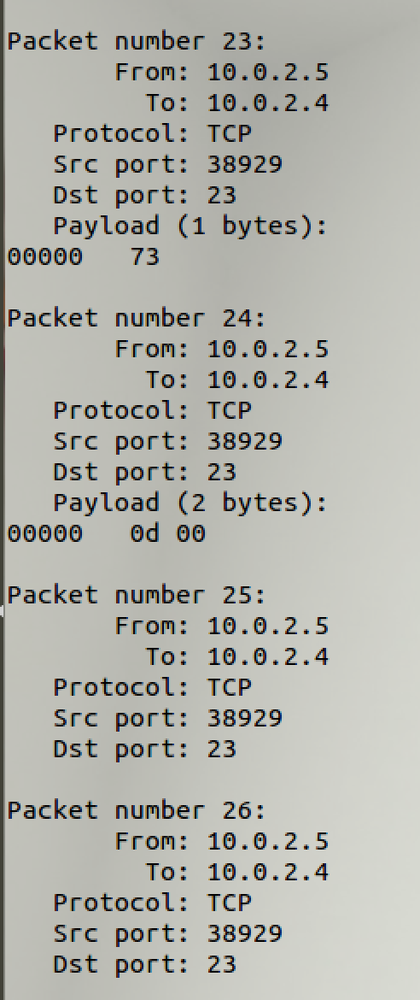 Packet number 23:
From: 10.0.2.5
To: 10.0.2.4
Protocol: TCP
Src port: 38929
Dst port: 23
Payload (1 bytes):
00000   73
Packet number 24:
From: 10.0.2.5
To: 10.0.2.4
Protocol: TCP
Src port: 38929
Dst port: 23
Payload (2 bytes):
00000   0d 00
Packet number 25:
From: 10.0.2.5
To: 10.0.2.4
Protocol: TCP
Src port: 38929
Dst port: 23
Packet number 26:
From: 10.0.2.5
To: 10.0.2.4
Protocol: TCP
Src port: 38929
Dst port: 23